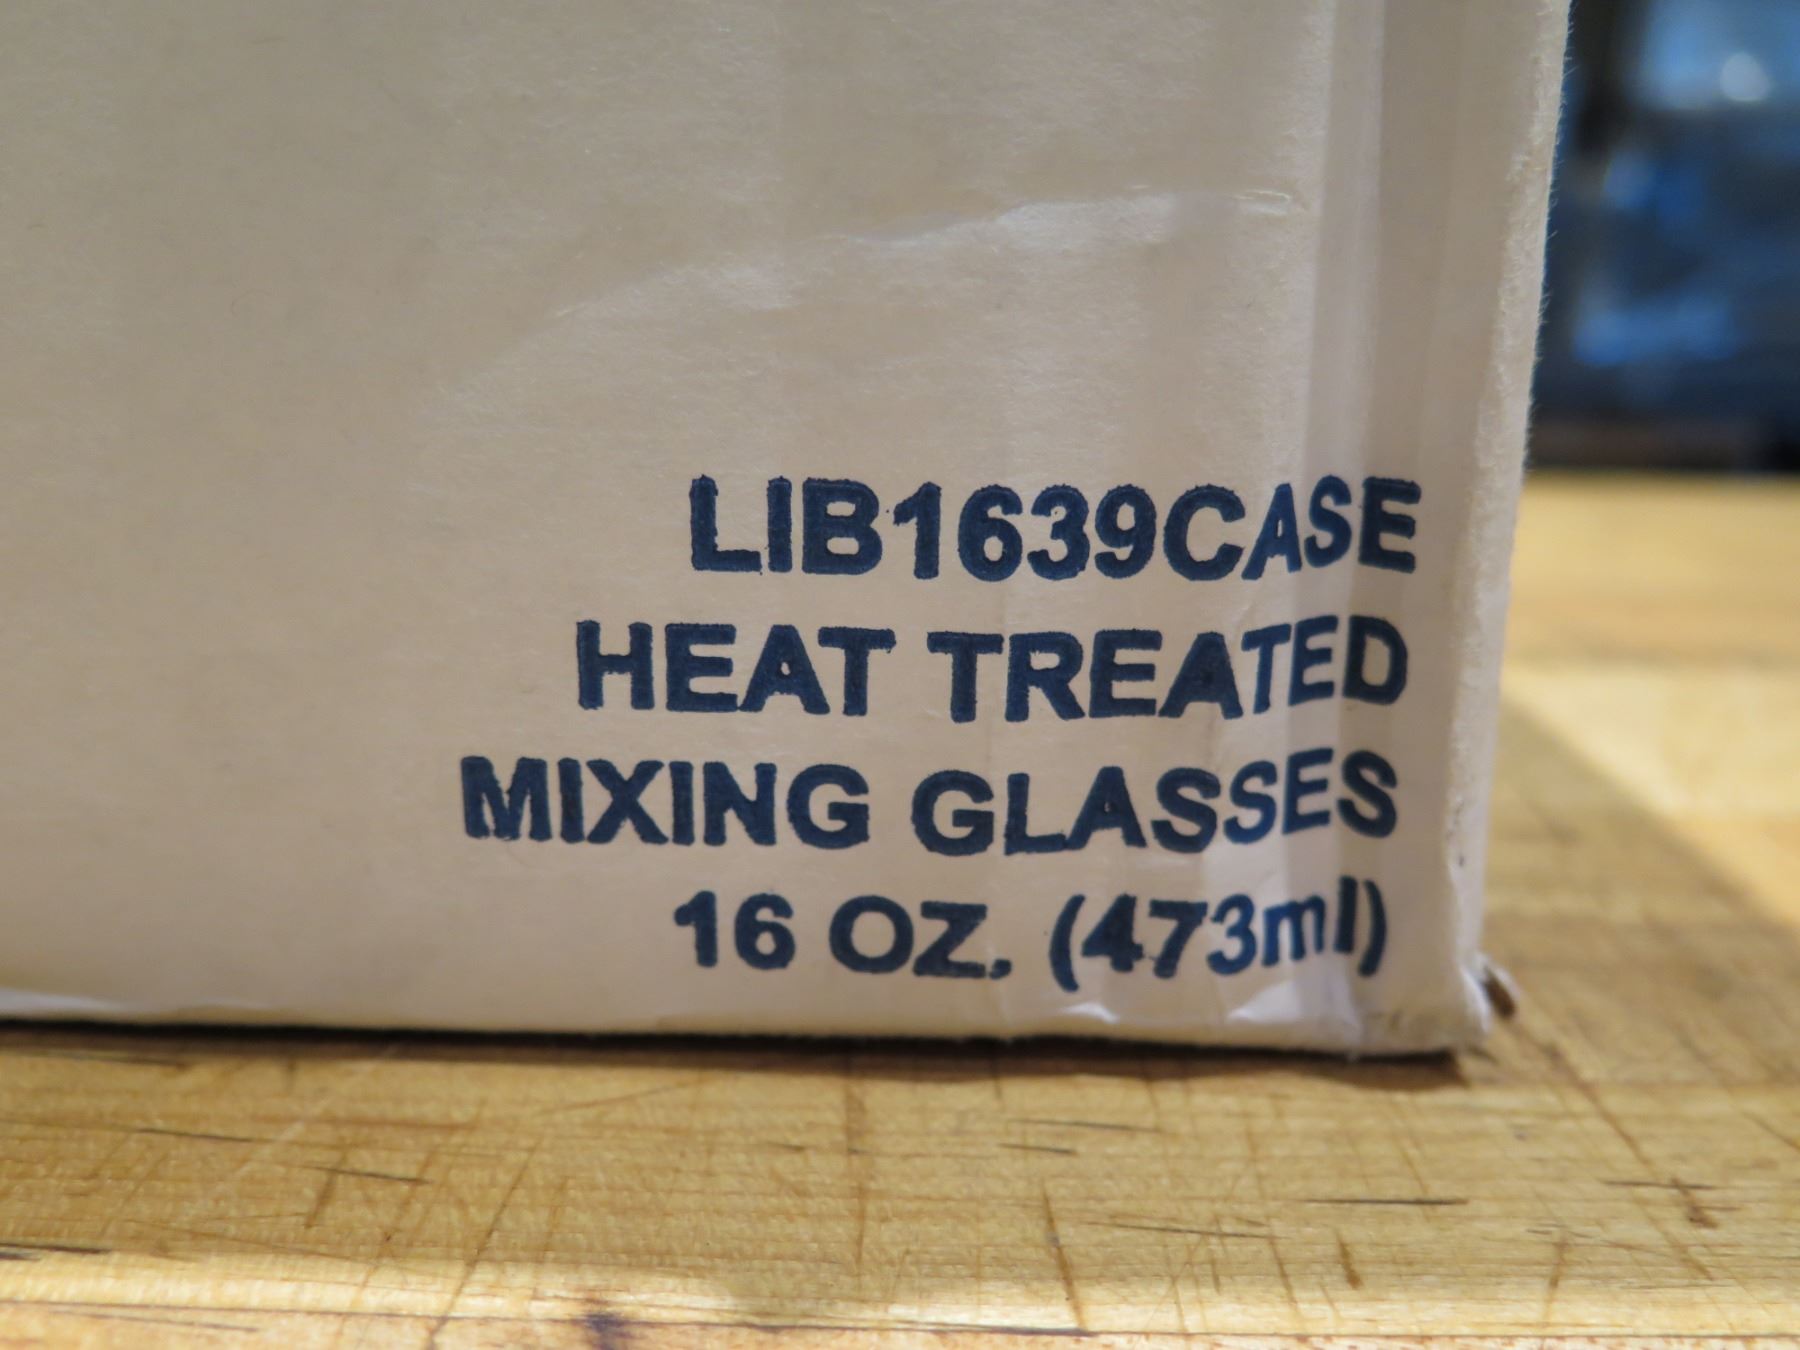 LIB1639CASE
HEAT TREATED
MIXING GLASSES
16 OZ. (473ml)